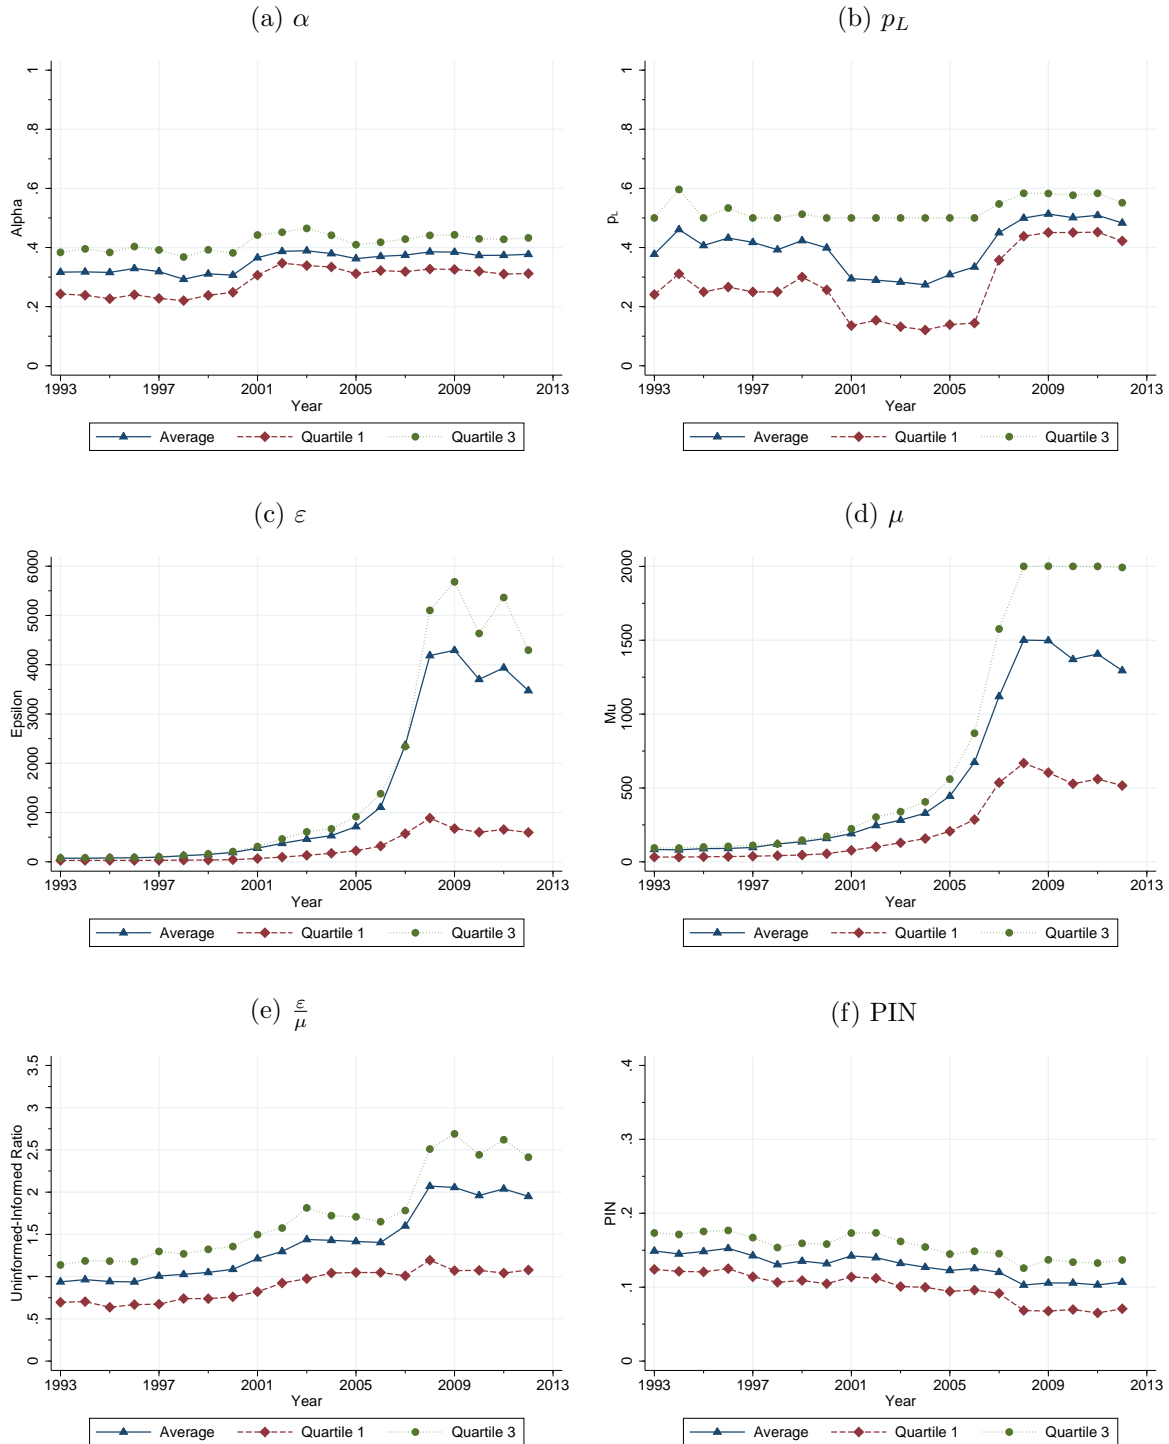 (a) α
1
.8
.6
.4
.2
0
Alpha
1993 1997 2001 2005 2009 2013
Year
Average Quartile 1 Quartile 3
(b) p_L
1
.8
.6
.4
.2
0
p_L
1993 1997 2001 2005 2009 2013
Year
Average Quartile 1 Quartile 3
(c) ε
6000
5000
4000
3000
2000
1000
0
Epsilon
1993 1997 2001 2005 2009 2013
Year
Average Quartile 1 Quartile 3
(d) μ
2000
1500
1000
500
0
Mu
1993 1997 2001 2005 2009 2013
Year
Average Quartile 1 Quartile 3
(e) ε/μ
3.5
3
2.5
2
1.5
1
.5
0
Uninformed-Informed Ratio
1993 1997 2001 2005 2009 2013
Year
Average Quartile 1 Quartile 3
(f) PIN
.4
.3
.2
.1
0
PIN
1993 1997 2001 2005 2009 2013
Year
Average Quartile 1 Quartile 3